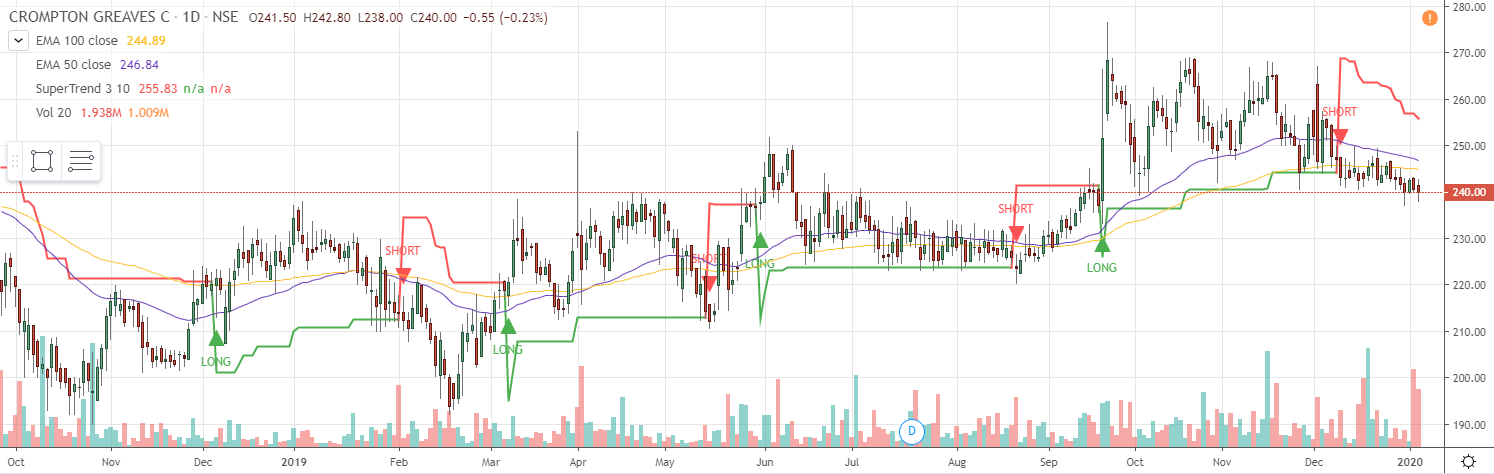 CROMPTON GREAVES C · 1D · NSE O241.50 H242.80 L238.00 C240.00 −0.55 (−0.23%)
EMA 100 close 244.89
EMA 50 close 246.84
SuperTrend 3 10 255.83 n/a n/a
Vol 20 1.938M 1.009M
280.00
270.00
260.00
250.00
240.00
230.00
220.00
210.00
200.00
190.00
SHORT
SHORT
SHORT
SHORT
LONG
LONG
LONG
LONG
D
Oct Nov Dec 2019 Feb Mar Apr May Jun Jul Aug Sep Oct Nov Dec 2020